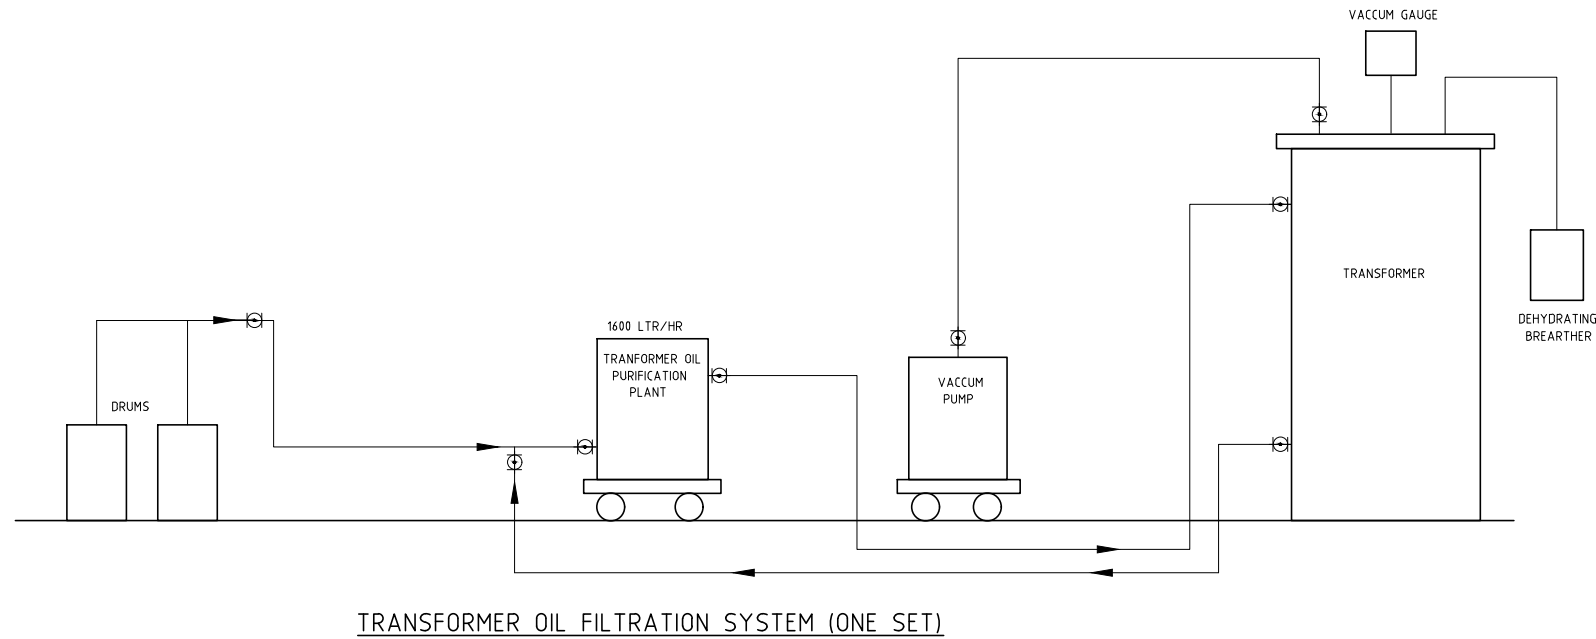 VACCUM GAUGE
TRANSFORMER
DEHYDRATING
BREARTHER
1600 LTR/HR
TRANFORMER OIL
PURIFICATION
PLANT
VACCUM
PUMP
DRUMS
TRANSFORMER OIL FILTRATION SYSTEM (ONE SET)